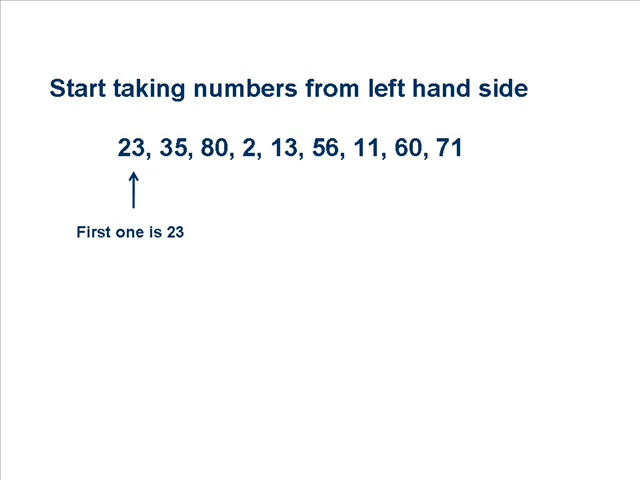 Start taking numbers from left hand side
23, 35, 80, 2, 13, 56, 11, 60, 71
First one is 23